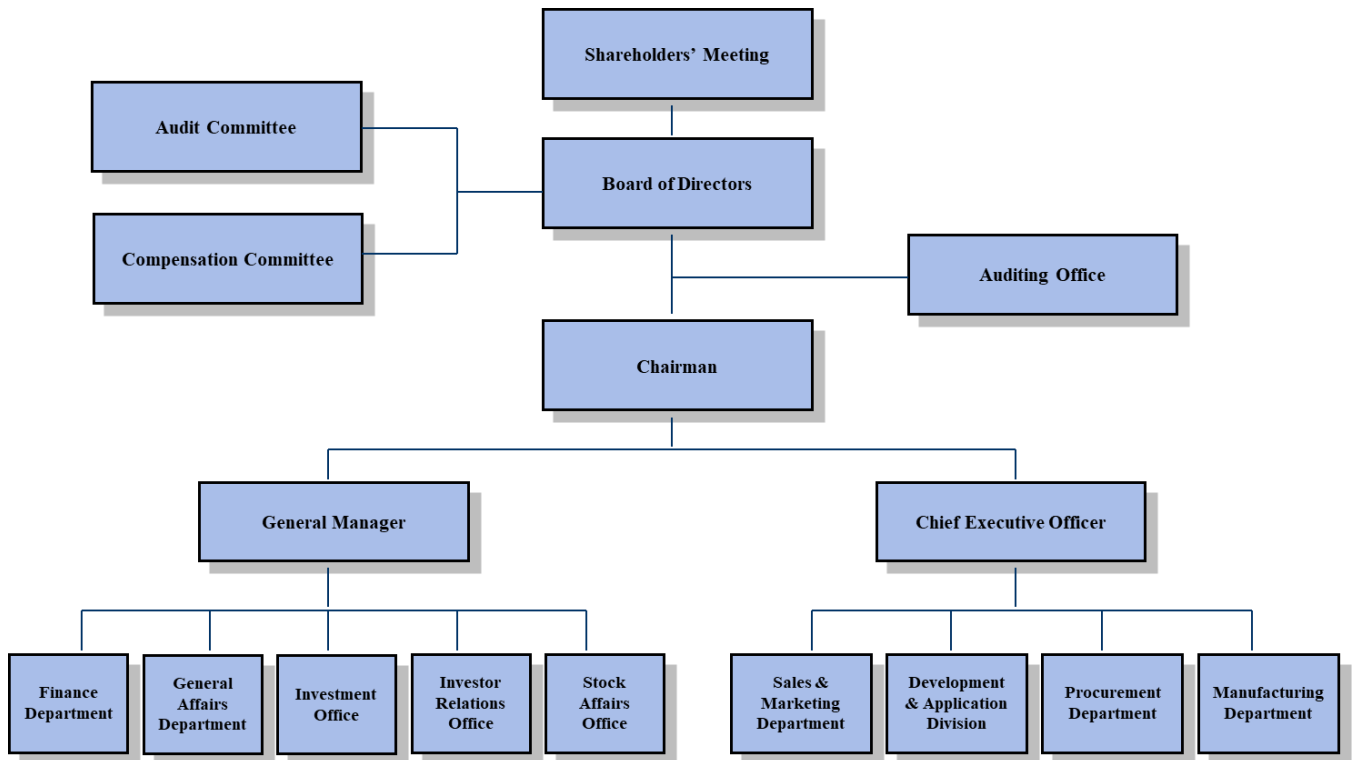 Shareholders’ Meeting
Audit Committee
Board of Directors
Compensation Committee
Auditing Office
Chairman
General Manager
Chief Executive Officer
Finance
Department
General
Affairs
Department
Investment
Office
Investor
Relations
Office
Stock
Affairs
Office
Sales &
Marketing
Department
Development
& Application
Division
Procurement
Department
Manufacturing
Department